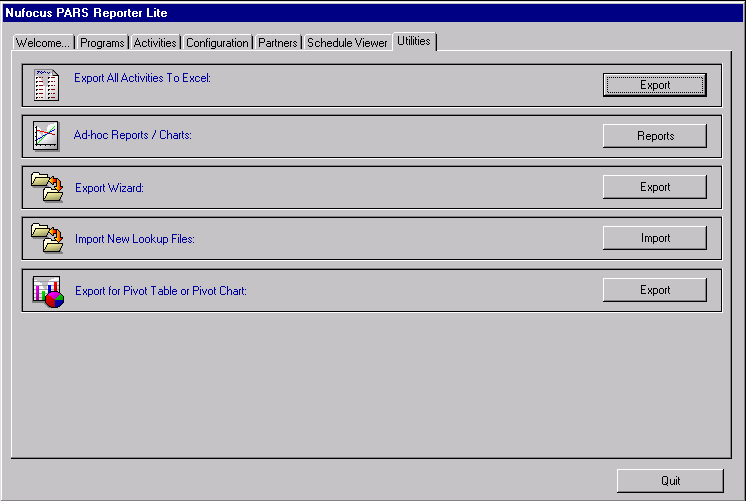 Nufocus PARS Reporter Lite
Welcome... Programs Activities Configuration Partners Schedule Viewer Utilities
Export All Activities To Excel: Export
Ad-hoc Reports / Charts: Reports
Export Wizard: Export
Import New Lookup Files: Import
Export for Pivot Table or Pivot Chart: Export
Quit